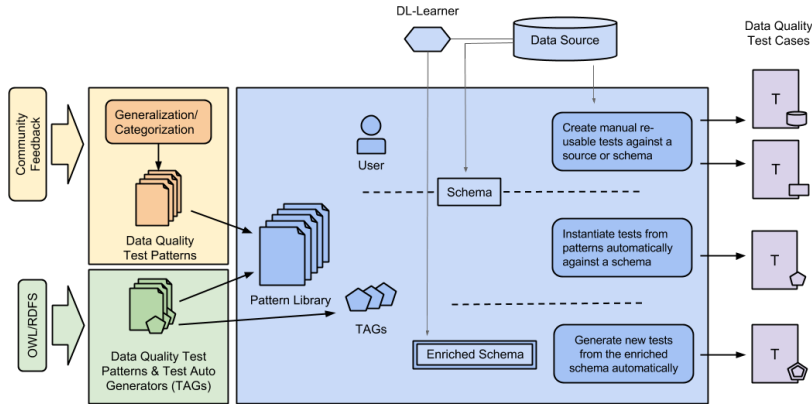 DL-Learner
Data Source
Data Quality
Test Cases
Community
Feedback
Generalization/
Categorization
Data Quality
Test Patterns
OWL/RDFS
Data Quality Test
Patterns & Test Auto
Generators (TAGs)
Pattern Library
User
TAGs
Schema
Enriched Schema
Create manual re-
usable tests against a
source or schema
Instantiate tests from
patterns automatically
against a schema
Generate new tests
from the enriched
schema automatically
T
T
T
T